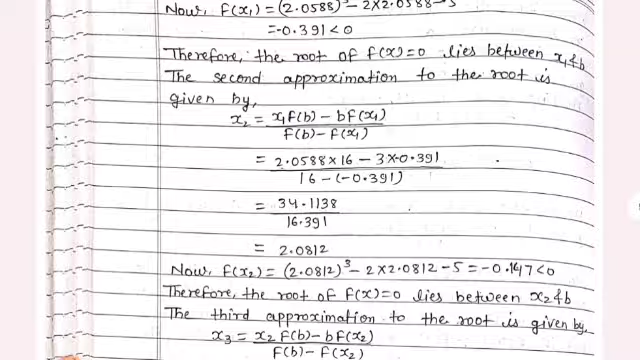 Now, f(x₁) = (2.0588)³ - 2×2.0588 - 5
= -0.391 < 0
Therefore, the root of f(x)=0 lies between x₁ & b
The second approximation to the root is
given by,
x₂ = x₁f(b) - bf(x₁)
f(b) - f(x₁)
= 2.0588×16 - 3×-0.391
16 - (-0.391)
= 34.1138
16.391
= 2.0812
Now, f(x₂) = (2.0812)³ - 2×2.0812 - 5 = -0.147 < 0
Therefore, the root of f(x)=0 lies between x₂ & b
The third approximation to the root is given by,
x₃ = x₂ f(b) - bf(x₂)
f(b) - f(x₂)